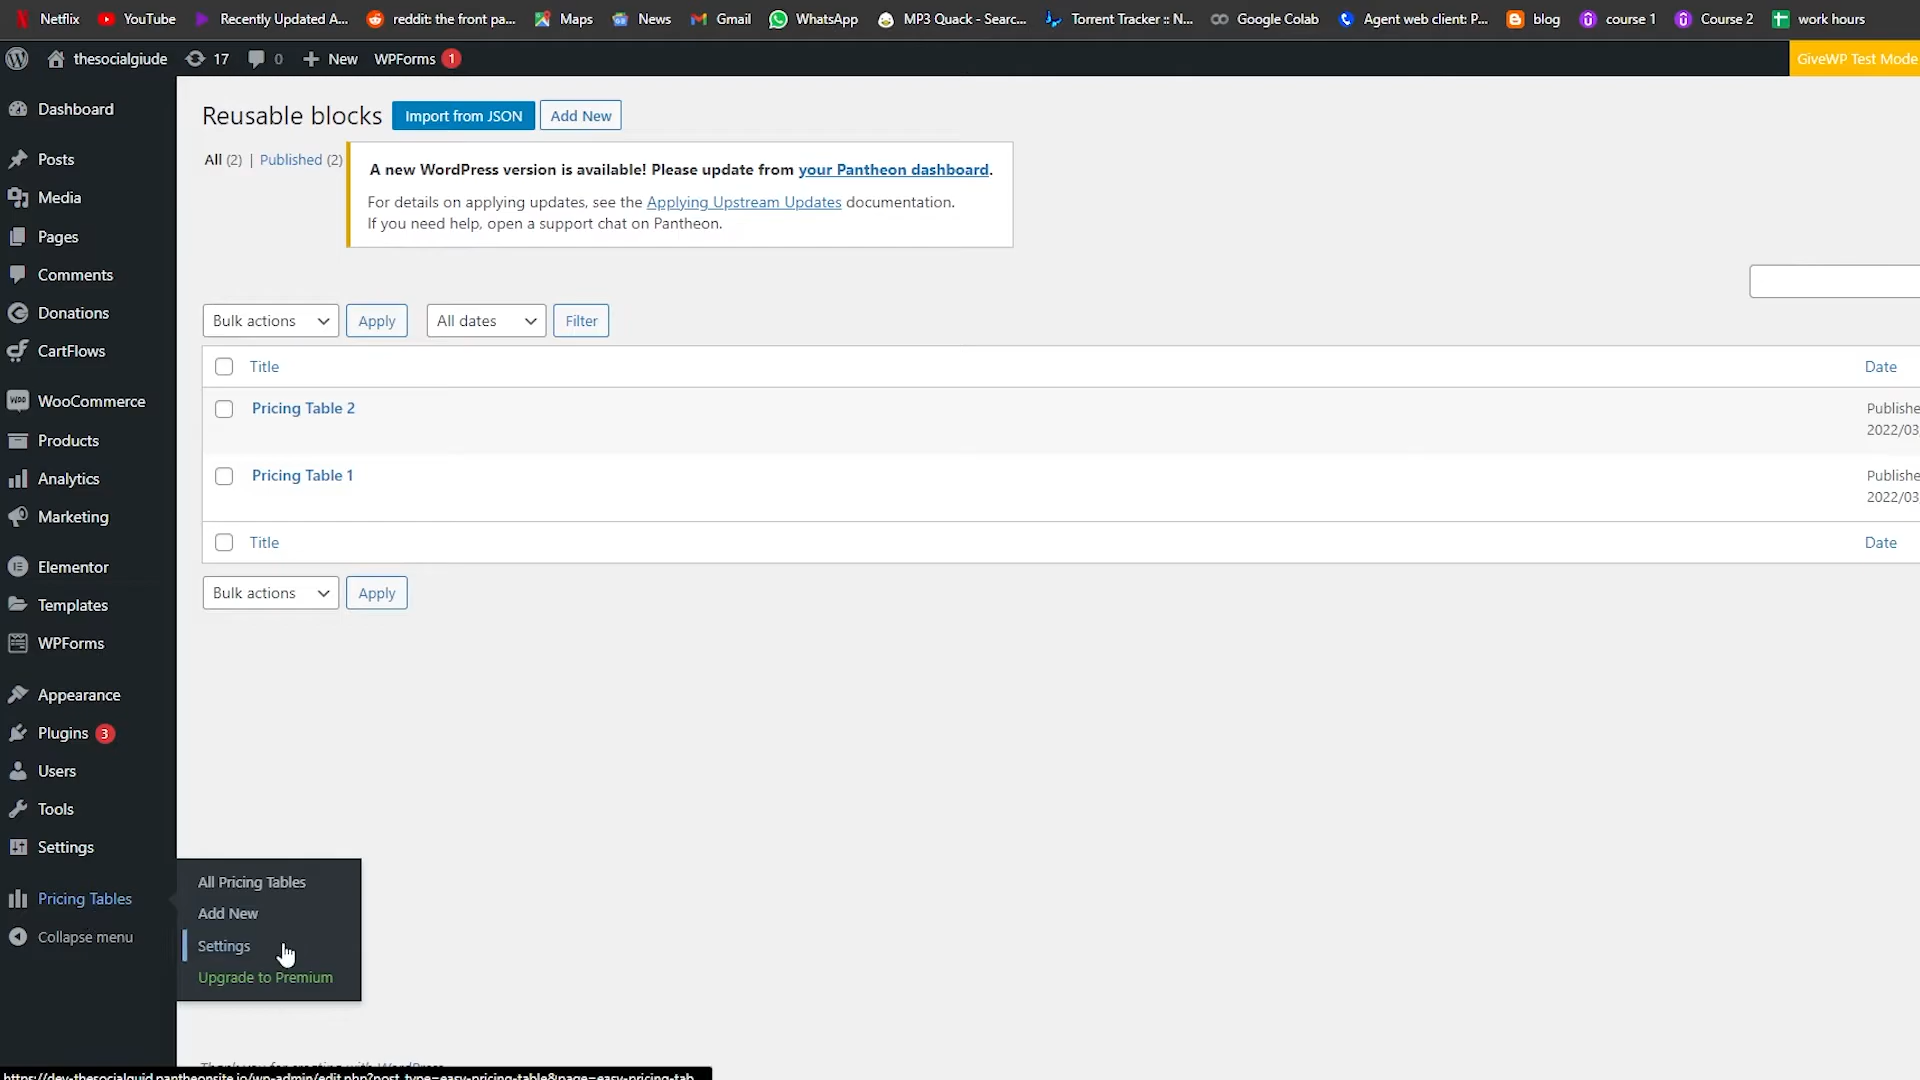 Netflix YouTube Recently Updated A... reddit: the front pa... Maps News Gmail WhatsApp MP3 Quack - Searc... Torrent Tracker :: N... Google Colab Agent web client: P... blog course 1 Course 2 work hours
thesocialgiude 17 0 New WPForms 1 GiveWP Test Mode
Dashboard
Posts
Media
Pages
Comments
Donations
CartFlows
WooCommerce
Products
Analytics
Marketing
Elementor
Templates
WPForms
Appearance
Plugins 3
Users
Tools
Settings
Pricing Tables
Collapse menu
All Pricing Tables
Add New
Settings
Upgrade to Premium
Reusable blocks Import from JSON Add New
All (2) | Published (2)
A new WordPress version is available! Please update from your Pantheon dashboard.
For details on applying updates, see the Applying Upstream Updates documentation.
If you need help, open a support chat on Pantheon.
Bulk actions Apply All dates Filter
Title Date
Pricing Table 2 Publishe
2022/03
Pricing Table 1 Publishe
2022/03
Title Date
Bulk actions Apply